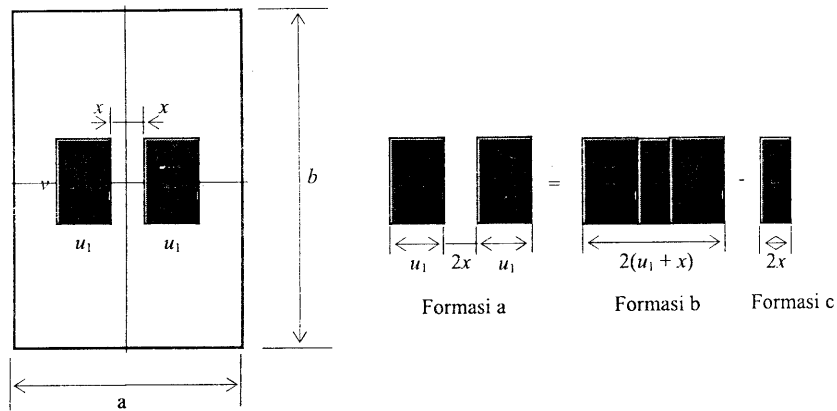 x x
b
v
u₁ u₁
a
= -
u₁ 2x u₁
2(u₁ + x)
2x
Formasi a
Formasi b
Formasi c